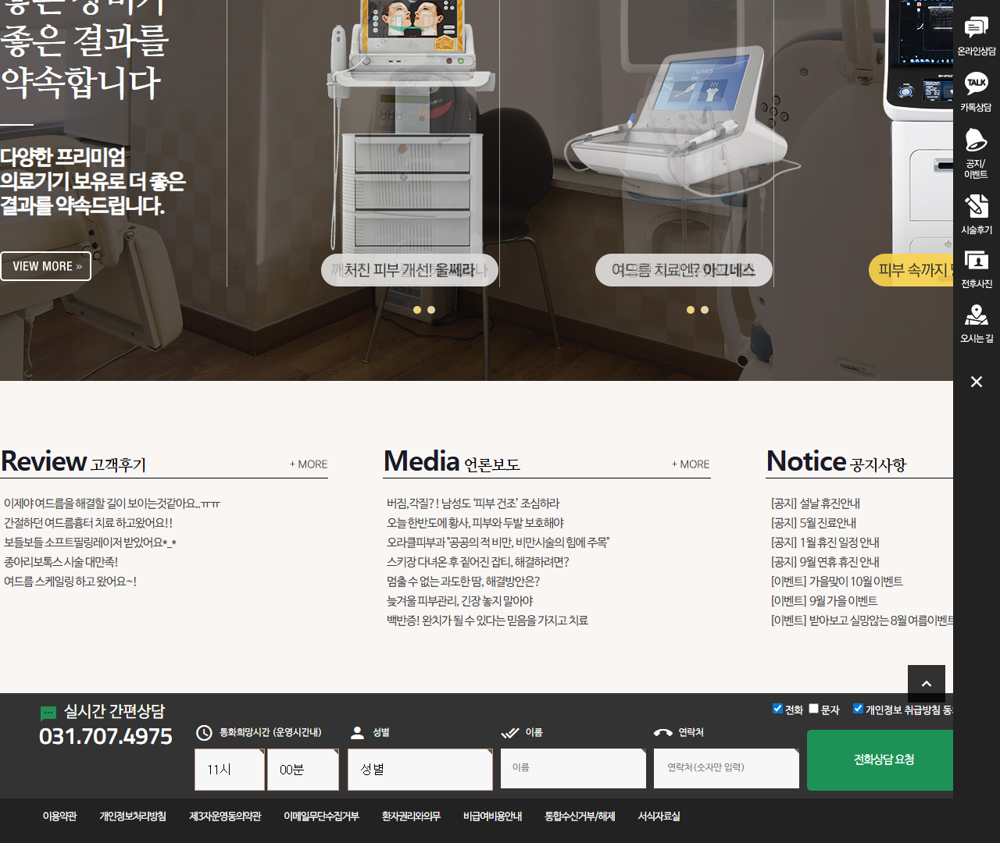 좋은 장비가
좋은 결과를
약속합니다
다양한 프리미엄
의료기기 보유로 더 좋은
결과를 약속드립니다.
VIEW MORE »
처진 피부 개선! 울쎄라
여드름 치료엔? 아그네스
피부 속까지
온라인상담
TALK
카톡상담
공지/
이벤트
시술후기
전후사진
오시는 길
×
Review 고객후기
+ MORE
이제야 여드름을 해결할 길이 보이는것같아요..ㅠㅠ
간절하던 여드름흉터 치료 하고왔어요!!
보들보들 소프트필링레이저 받았어요*_*
종아리보톡스 시술 대만족!
여드름 스케일링 하고 왔어요~!
Media 언론보도
+ MORE
버짐,각질?! 남성도 ‘피부 건조’ 조심하라
오늘 한반도에 황사, 피부와 두발 보호해야
오라클피부과 "공공의 적 비만, 비만시술의 힘에 주목"
스키장 다녀온 후 짙어진 잡티, 해결하려면?
멈출 수 없는 과도한 땀, 해결방안은?
늦겨울 피부관리, 긴장 놓지 말아야
백반증! 완치가 될 수 있다는 믿음을 가지고 치료
Notice 공지사항
[공지] 설날 휴진안내
[공지] 5월 진료안내
[공지] 1월 휴진 일정 안내
[공지] 9월 연휴 휴진 안내
[이벤트] 가을맞이 10월 이벤트
[이벤트] 9월 가을 이벤트
[이벤트] 받아보고 실망않는 8월 여름이벤트
실시간 간편상담
031.707.4975
통화희망시간 (운영시간내)
11시
00분
성별
성별
이름
이름
연락처
연락처(숫자만 입력)
전화
문자
개인정보 취급방침 동의
전화상담 요청
이용약관
개인정보처리방침
제3자운영동의약관
이메일무단수집거부
환자권리와의무
비급여비용안내
통합수신거부/해제
서식자료실